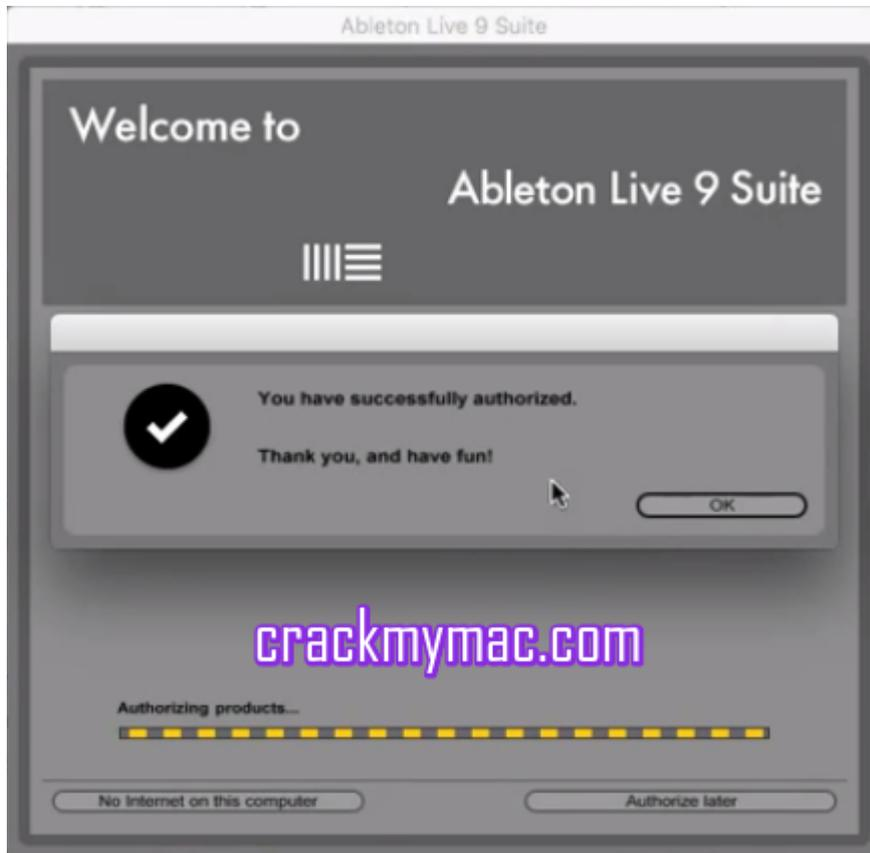 Ableton Live 9 Suite
Welcome to
Ableton Live 9 Suite
You have successfully authorized.
Thank you, and have fun!
OK
crackmymac.com
Authorizing products...
No Internet on this computer
Authorize later